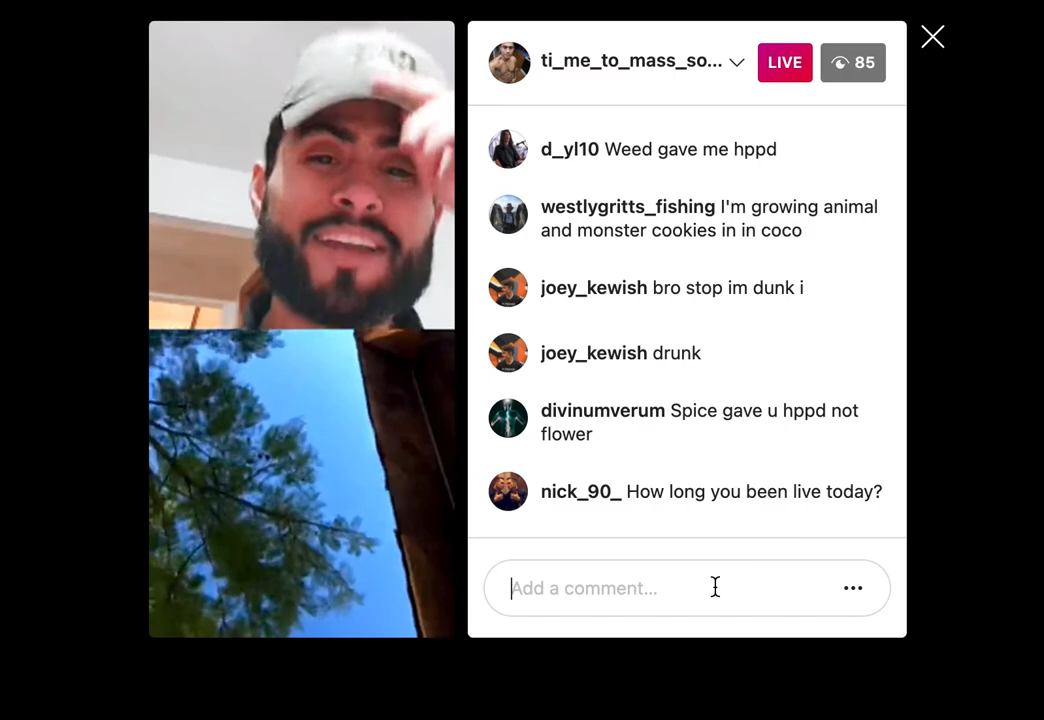 ti_me_to_mass_so...
LIVE
85
d_yl10 Weed gave me hppd
westlygritts_fishing I'm growing animal
and monster cookies in in coco
joey_kewish bro stop im dunk i
joey_kewish drunk
divinumverum Spice gave u hppd not
flower
nick_90_ How long you been live today?
Add a comment...